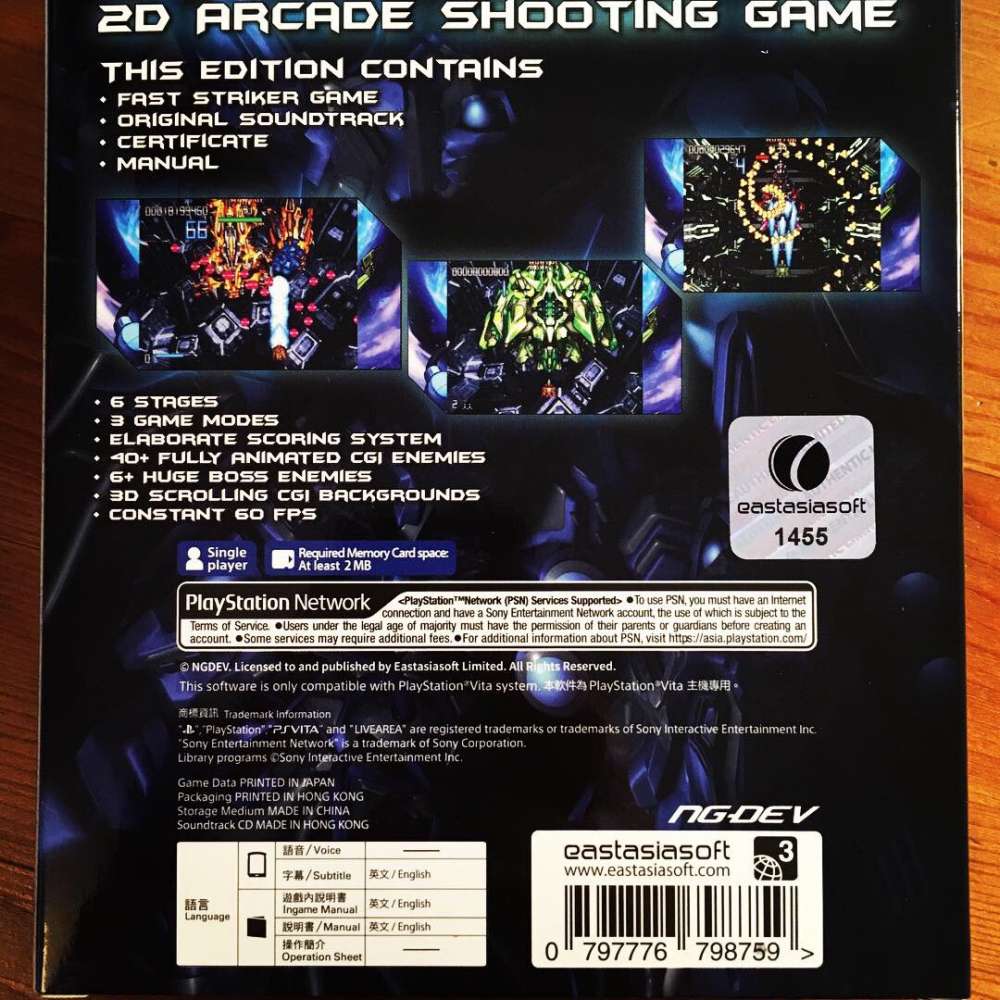 2D ARCADE SHOOTING GAME
THIS EDITION CONTAINS
• FAST STRIKER GAME
• ORIGINAL SOUNDTRACK
• CERTIFICATE
• MANUAL
66
• 6 STAGES
• 3 GAME MODES
• ELABORATE SCORING SYSTEM
• 40+ FULLY ANIMATED CGI ENEMIES
• 6+ HUGE BOSS ENEMIES
• 3D SCROLLING CGI BACKGROUNDS
• CONSTANT 60 FPS
eastasiasoft
1455
Single
player
Required Memory Card space:
At least 2 MB
PlayStation Network
<PlayStation™Network (PSN) Services Supported> ●To use PSN, you must have an Internet
connection and have a Sony Entertainment Network account, the use of which is subject to the
Terms of Service. ●Users under the legal age of majority must have the permission of their parents or guardians before creating an
account. ●Some services may require additional fees. ●For additional information about PSN, visit https://asia.playstation.com/
© NGDEV. Licensed to and published by Eastasiasoft Limited. All Rights Reserved.
This software is only compatible with PlayStation®Vita system. 本軟件為 PlayStation®Vita 主機專用。
商標資訊 Trademark Information
"", "PlayStation", "PSVITA" and "LIVEAREA" are registered trademarks or trademarks of Sony Interactive Entertainment Inc.
"Sony Entertainment Network" is a trademark of Sony Corporation.
Library programs ©Sony Interactive Entertainment Inc.
Game Data PRINTED IN JAPAN
Packaging PRINTED IN HONG KONG
Storage Medium MADE IN CHINA
Soundtrack CD MADE IN HONG KONG
NG:DEV
語言
Language
語音/Voice ——
字幕/Subtitle 英文/English
遊戲內說明書
Ingame Manual 英文/English
說明書/Manual 英文/English
操作簡介
Operation Sheet ——
eastasiasoft
www.eastasiasoft.com
3
0 797776 798759 >